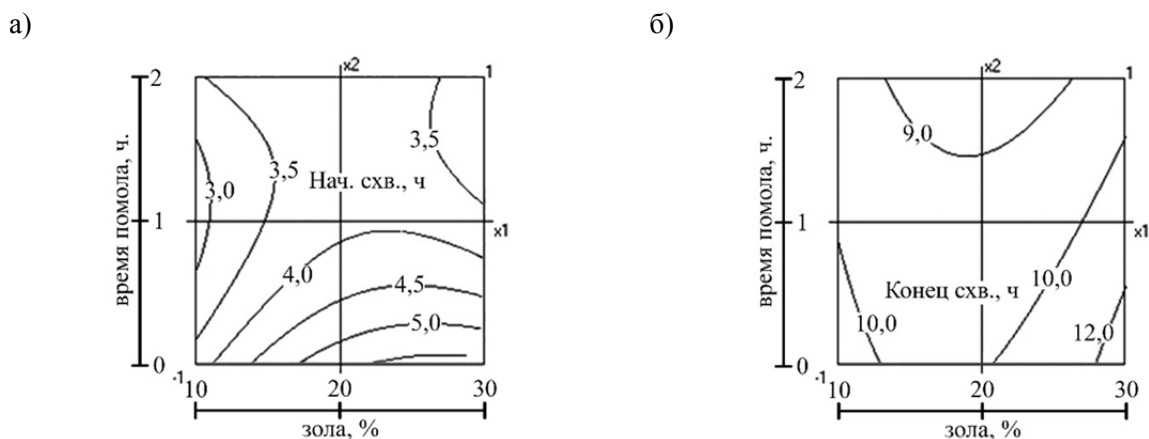 а)
x2
1
2
3,5
3,5
3,0
Нач. схв., ч
1
x1
4,0
4,5
5,0
0
-1
10
20
30
зола, %
время помола, ч.
б)
x2
1
2
9,0
1
x1
Конец схв., ч
10,0
10,0
12,0
0
-1
10
20
30
зола, %
время помола, ч.